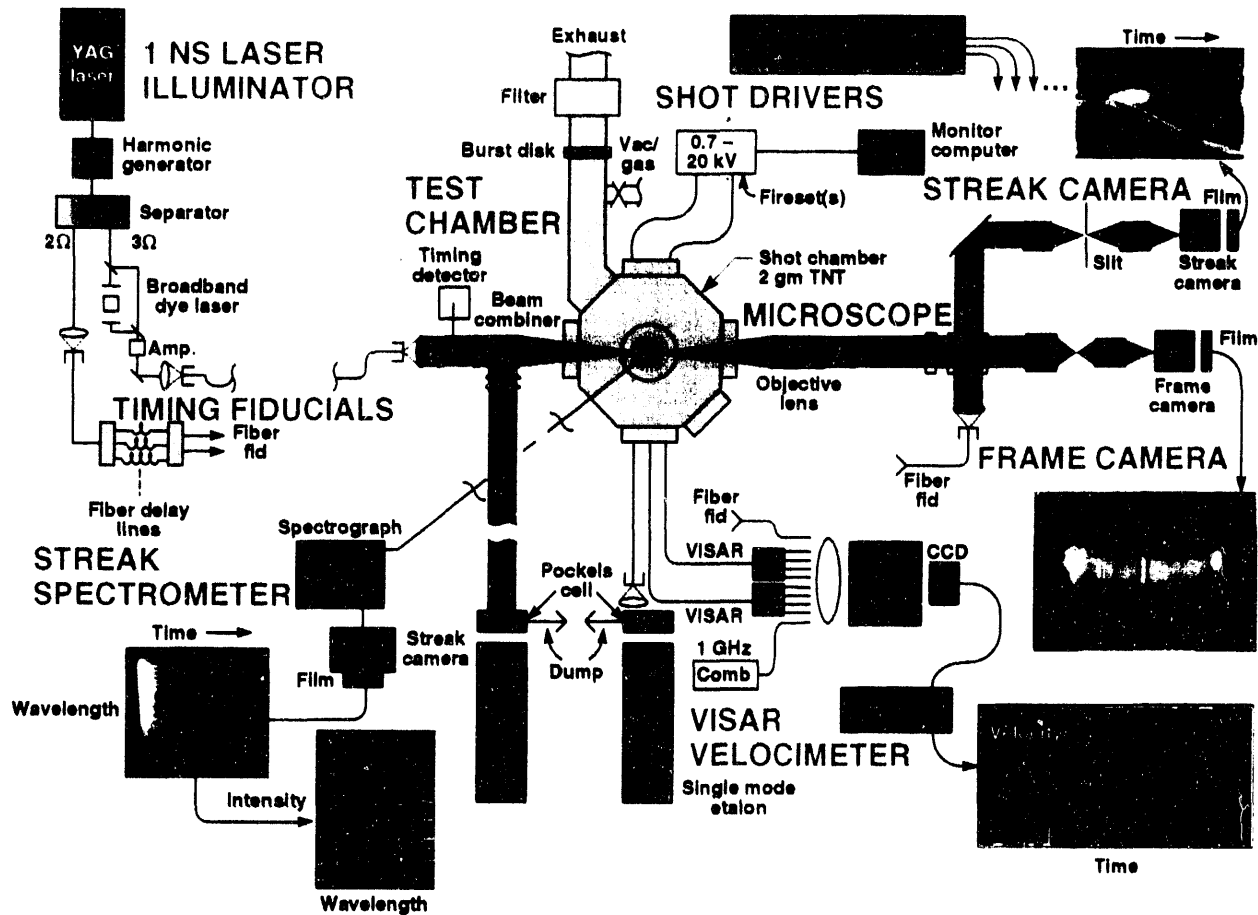 YAG
laser
1 NS LASER
ILLUMINATOR
Harmonic
generator
Separator
2Ω
3Ω
Broadband
dye laser
Amp.
TIMING FIDUCIALS
Fiber
fid
Fiber delay
lines
Exhaust
Filter
Burst disk
Vac/
gas
SHOT DRIVERS
0.7 –
20 kV
Fireset(s)
Monitor
computer
TEST
CHAMBER
Timing
detector
Beam
combiner
Shot chamber
2 gm TNT
MICROSCOPE
Objective
lens
Time
...
STREAK CAMERA
Film
Slit
Streak
camera
Film
Frame
camera
FRAME CAMERA
Fiber
fid
Spectrograph
STREAK
SPECTROMETER
Time
Streak
camera
Film
Wavelength
Intensity
Wavelength
Pockels
cell
Dump
Fiber
fid
VISAR
VISAR
CCD
1 GHz
Comb
VISAR
VELOCIMETER
Single mode
etalon
Velocity
Time